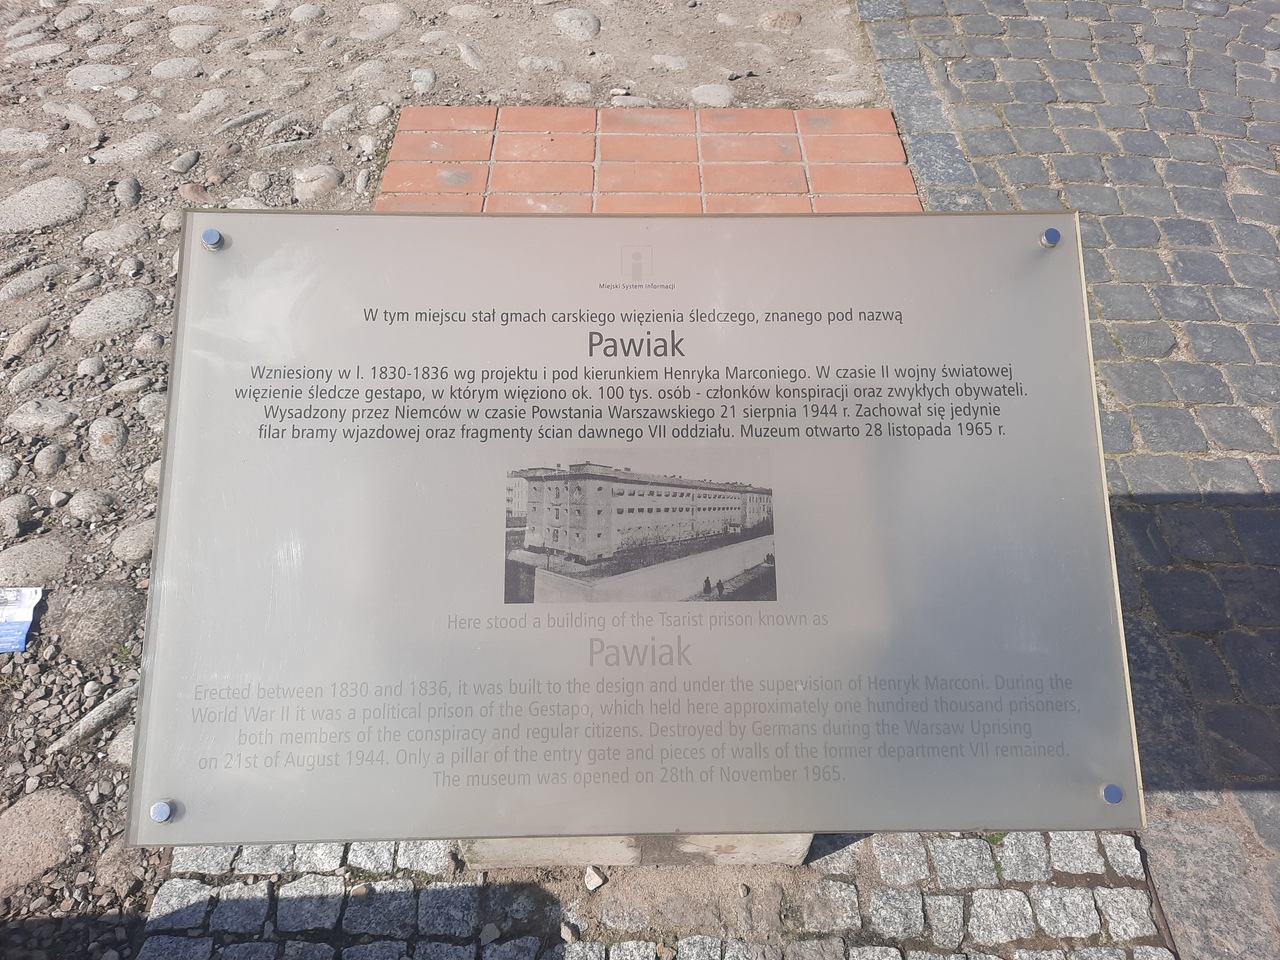 Miejski System Informacji
W tym miejscu stał gmach carskiego więzienia śledczego, znanego pod nazwą
Pawiak
Wzniesiony w l. 1830-1836 wg projektu i pod kierunkiem Henryka Marconiego. W czasie II wojny światowej
więzienie śledcze gestapo, w którym więziono ok. 100 tys. osób - członków konspiracji oraz zwykłych obywateli.
Wysadzony przez Niemców w czasie Powstania Warszawskiego 21 sierpnia 1944 r. Zachował się jedynie
filar bramy wjazdowej oraz fragmenty ścian dawnego VII oddziału. Muzeum otwarto 28 listopada 1965 r.
Here stood a building of the Tsarist prison known as
Pawiak
Erected between 1830 and 1836, it was built to the design and under the supervision of Henryk Marconi. During the
World War II it was a political prison of the Gestapo, which held here approximately one hundred thousand prisoners,
both members of the conspiracy and regular citizens. Destroyed by Germans during the Warsaw Uprising
on 21st of August 1944. Only a pillar of the entry gate and pieces of walls of the former department VII remained.
The museum was opened on 28th of November 1965.